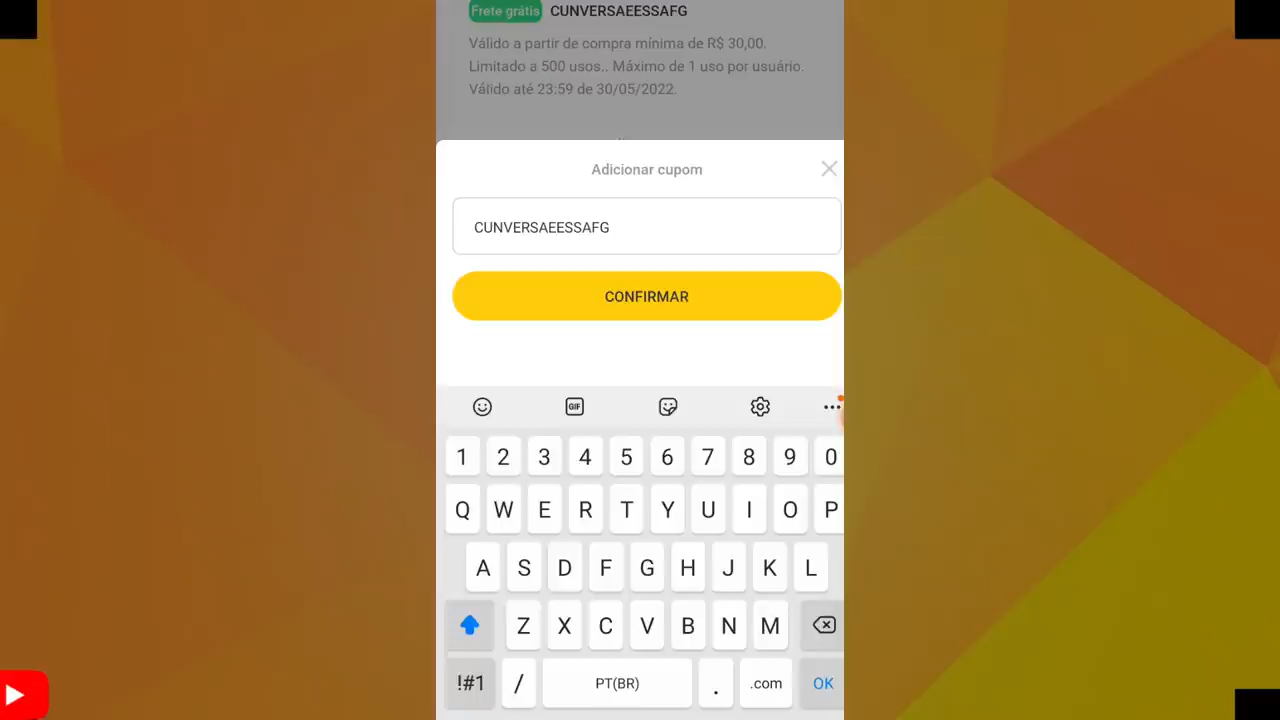 Frete grátis CUNVERSAEESSAFG
Válido a partir de compra mínima de R$ 30,00.
Limitado a 500 usos.. Máximo de 1 uso por usuário.
Válido até 23:59 de 30/05/2022.
Adicionar cupom
CUNVERSAEESSAFG
CONFIRMAR
GIF
1 2 3 4 5 6 7 8 9 0
Q W E R T Y U I O P
A S D F G H J K L
Z X C V B N M
!#1 / PT(BR) . .com OK